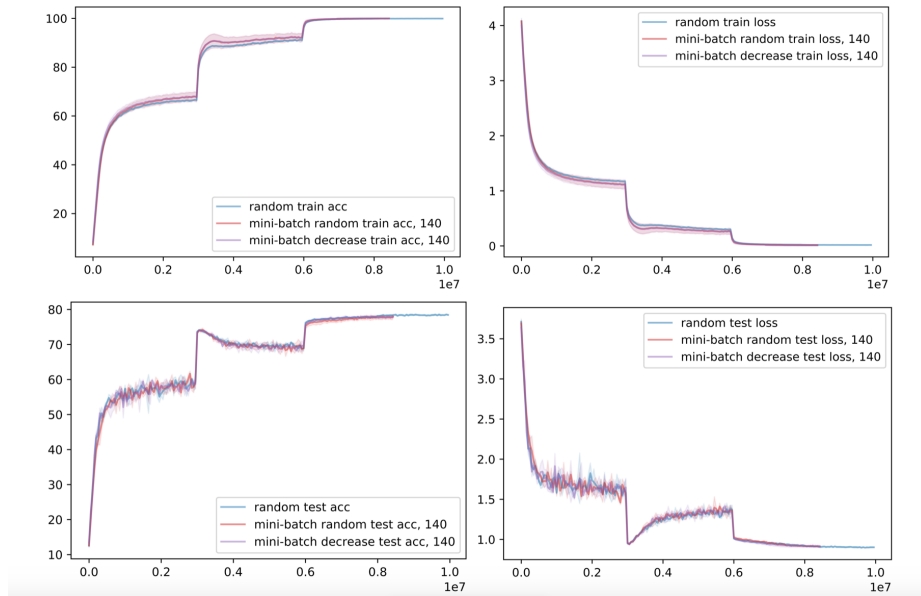 100
80
60
40
20
random train acc
mini-batch random train acc, 140
mini-batch decrease train acc, 140
0.0 0.2 0.4 0.6 0.8 1.0
1e7
4
3
2
1
0
random train loss
mini-batch random train loss, 140
mini-batch decrease train loss, 140
0.0 0.2 0.4 0.6 0.8 1.0
1e7
80
70
60
50
40
30
20
10
random test acc
mini-batch random test acc, 140
mini-batch decrease test acc, 140
0.0 0.2 0.4 0.6 0.8 1.0
1e7
3.5
3.0
2.5
2.0
1.5
1.0
random test loss
mini-batch random test loss, 140
mini-batch decrease test loss, 140
0.0 0.2 0.4 0.6 0.8 1.0
1e7